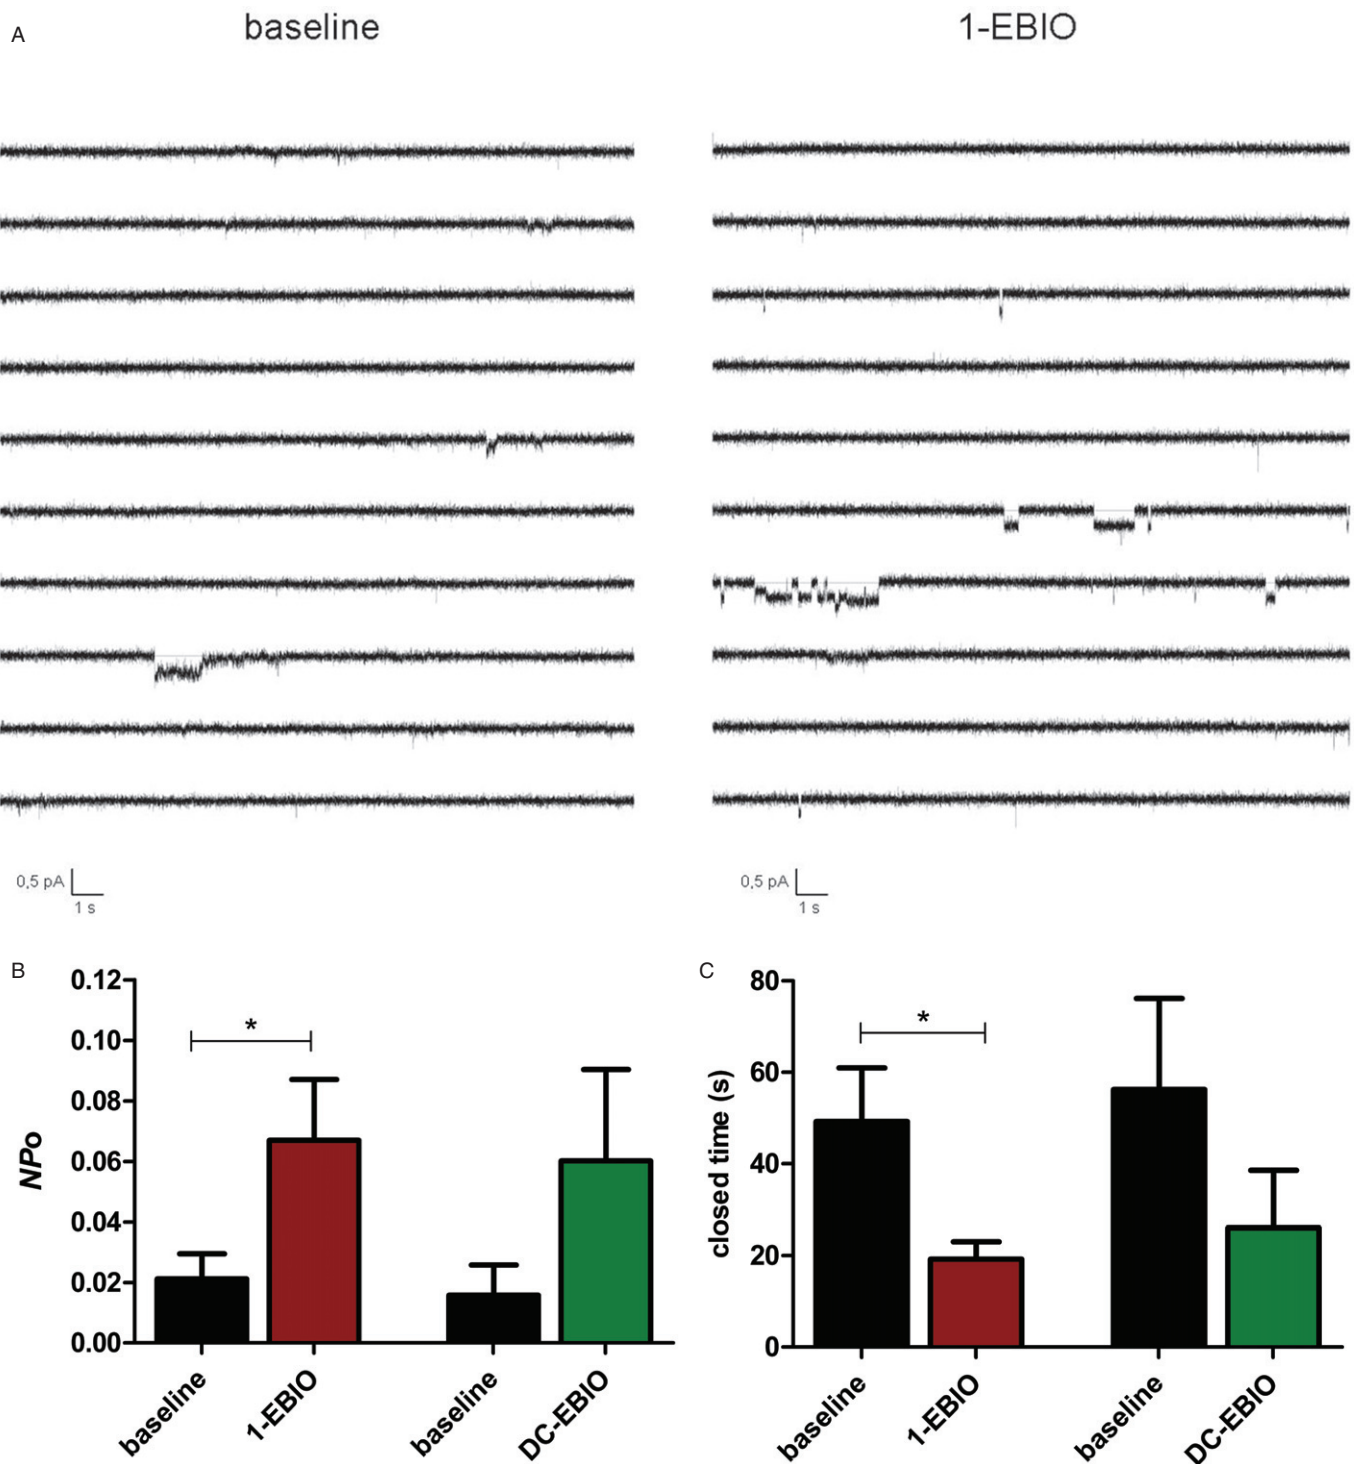 A
baseline
1-EBIO
0.5 pA
1 s
0.5 pA
1 s
B
0.12
0.10
0.08
0.06
0.04
0.02
0.00
NPo
*
baseline
1-EBIO
baseline
DC-EBIO
C
80
60
40
20
0
closed time (s)
*
baseline
1-EBIO
baseline
DC-EBIO